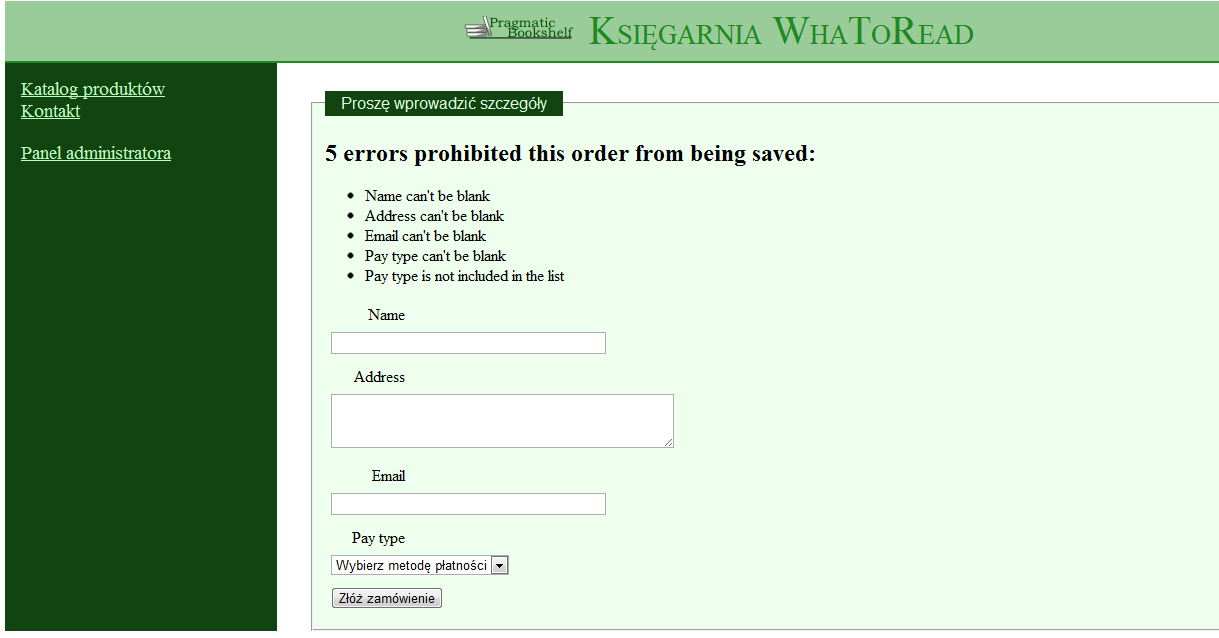 Pragmatic
Bookshelf
Księgarnia WhaToRead
Katalog produktów
Kontakt
Panel administratora
Proszę wprowadzić szczegóły
5 errors prohibited this order from being saved:
Name can't be blank
Address can't be blank
Email can't be blank
Pay type can't be blank
Pay type is not included in the list
Name
Address
Email
Pay type
Wybierz metodę płatności
Złóż zamówienie